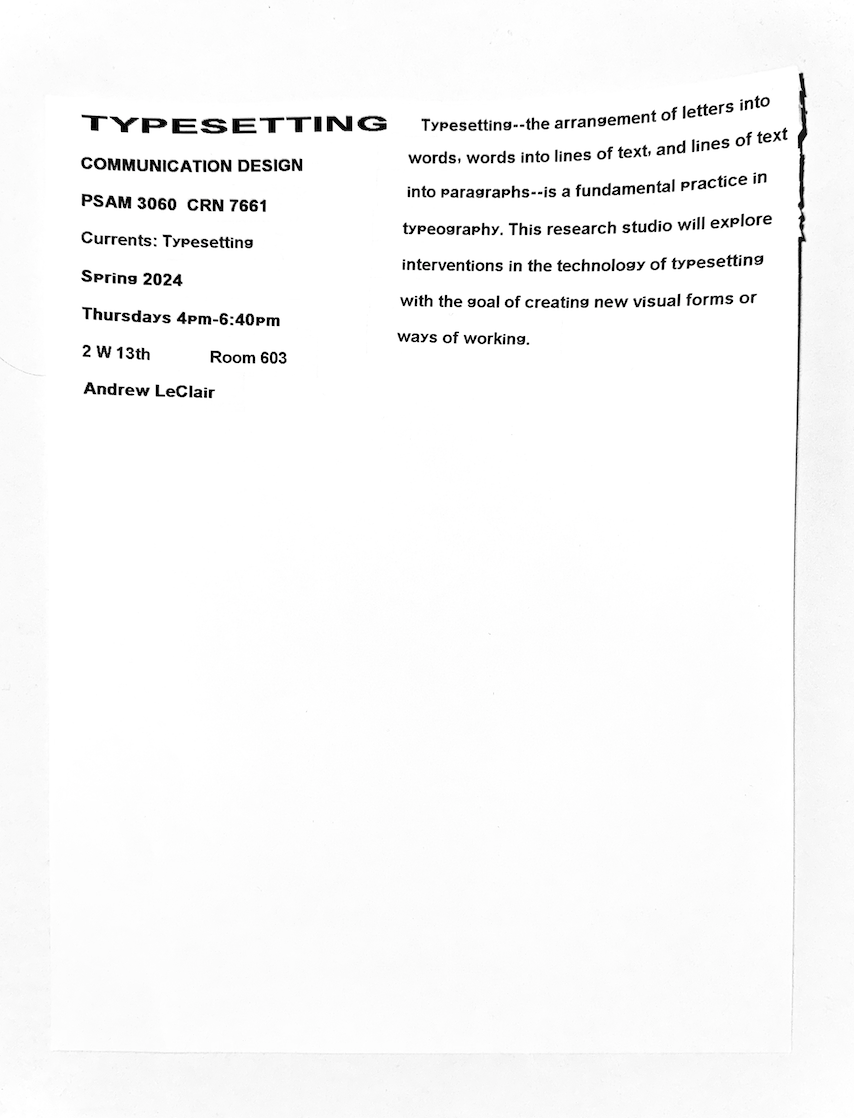 TYPESETTING
COMMUNICATION DESIGN
PSAM 3060 CRN 7661
Currents: Typesetting
Spring 2024
Thursdays 4pm-6:40pm
2 W 13th Room 603
Andrew LeClair
Typesetting--the arrangement of letters into
words, words into lines of text, and lines of text
into paragraphs--is a fundamental practice in
typeography. This research studio will explore
interventions in the technology of typesetting
with the goal of creating new visual forms or
ways of working.